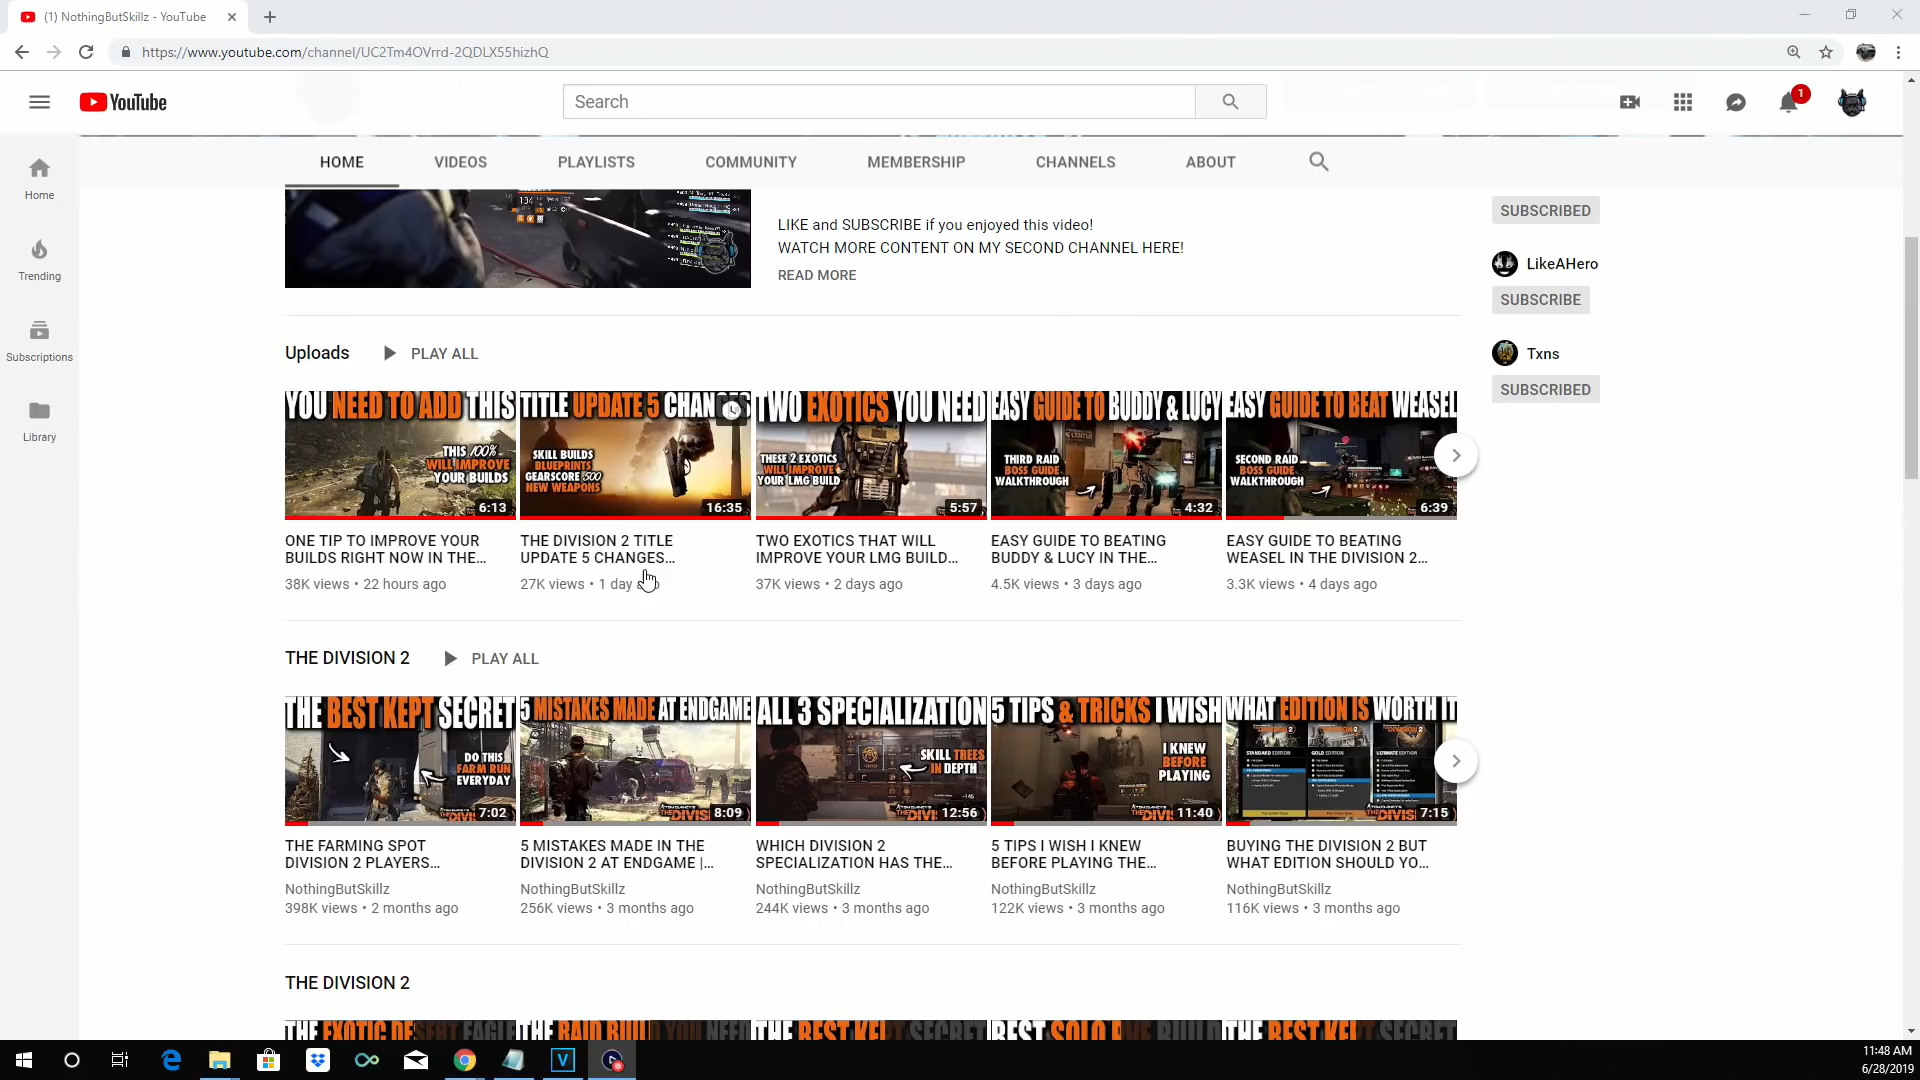 (1) NothingButSkillz - YouTube
https://www.youtube.com/channel/UC2Tm4OVrrd-2QDLX55hizhQ
YouTube
Search
1
HOME
VIDEOS
PLAYLISTS
COMMUNITY
MEMBERSHIP
CHANNELS
ABOUT
Home
Trending
Subscriptions
Library
134
LIKE and SUBSCRIBE if you enjoyed this video!
WATCH MORE CONTENT ON MY SECOND CHANNEL HERE!
READ MORE
SUBSCRIBED
LikeAHero
SUBSCRIBE
Txns
SUBSCRIBED
Uploads
PLAY ALL
YOU NEED TO ADD THIS
THIS 100%
WILL IMPROVE
YOUR BUILDS
6:13
ONE TIP TO IMPROVE YOUR
BUILDS RIGHT NOW IN THE...
38K views • 22 hours ago
TITLE UPDATE 5 CHANGES
SKILL BUILDS
BLUEPRINTS
GEARSCORE 500
NEW WEAPONS
16:35
THE DIVISION 2 TITLE
UPDATE 5 CHANGES...
27K views • 1 day
TWO EXOTICS YOU NEED
THESE 2 EXOTICS
WILL IMPROVE
YOUR LMG BUILD
5:57
TWO EXOTICS THAT WILL
IMPROVE YOUR LMG BUILD...
37K views • 2 days ago
EASY GUIDE TO BUDDY & LUCY
THIRD RAID
BOSS GUIDE
WALKTHROUGH
4:32
EASY GUIDE TO BEATING
BUDDY & LUCY IN THE...
4.5K views • 3 days ago
EASY GUIDE TO BEAT WEASEL
SECOND RAID
BOSS GUIDE
WALKTHROUGH
6:39
EASY GUIDE TO BEATING
WEASEL IN THE DIVISION 2...
3.3K views • 4 days ago
THE DIVISION 2
PLAY ALL
THE BEST KEPT SECRET
DO THIS
FARM RUN
EVERYDAY
7:02
THE FARMING SPOT
DIVISION 2 PLAYERS...
NothingButSkillz
398K views • 2 months ago
5 MISTAKES MADE AT ENDGAME
8:09
5 MISTAKES MADE IN THE
DIVISION 2 AT ENDGAME |...
NothingButSkillz
256K views • 3 months ago
ALL 3 SPECIALIZATION
SKILL TREES
IN DEPTH
12:56
WHICH DIVISION 2
SPECIALIZATION HAS THE...
NothingButSkillz
244K views • 3 months ago
5 TIPS & TRICKS I WISH
I KNEW
BEFORE
PLAYING
11:40
5 TIPS I WISH I KNEW
BEFORE PLAYING THE...
NothingButSkillz
122K views • 3 months ago
WHAT EDITION IS WORTH IT
STANDARD EDITION
GOLD EDITION
ULTIMATE EDITION
7:15
BUYING THE DIVISION 2 BUT
WHAT EDITION SHOULD YO...
NothingButSkillz
116K views • 3 months ago
THE DIVISION 2
11:48 AM
6/28/2019